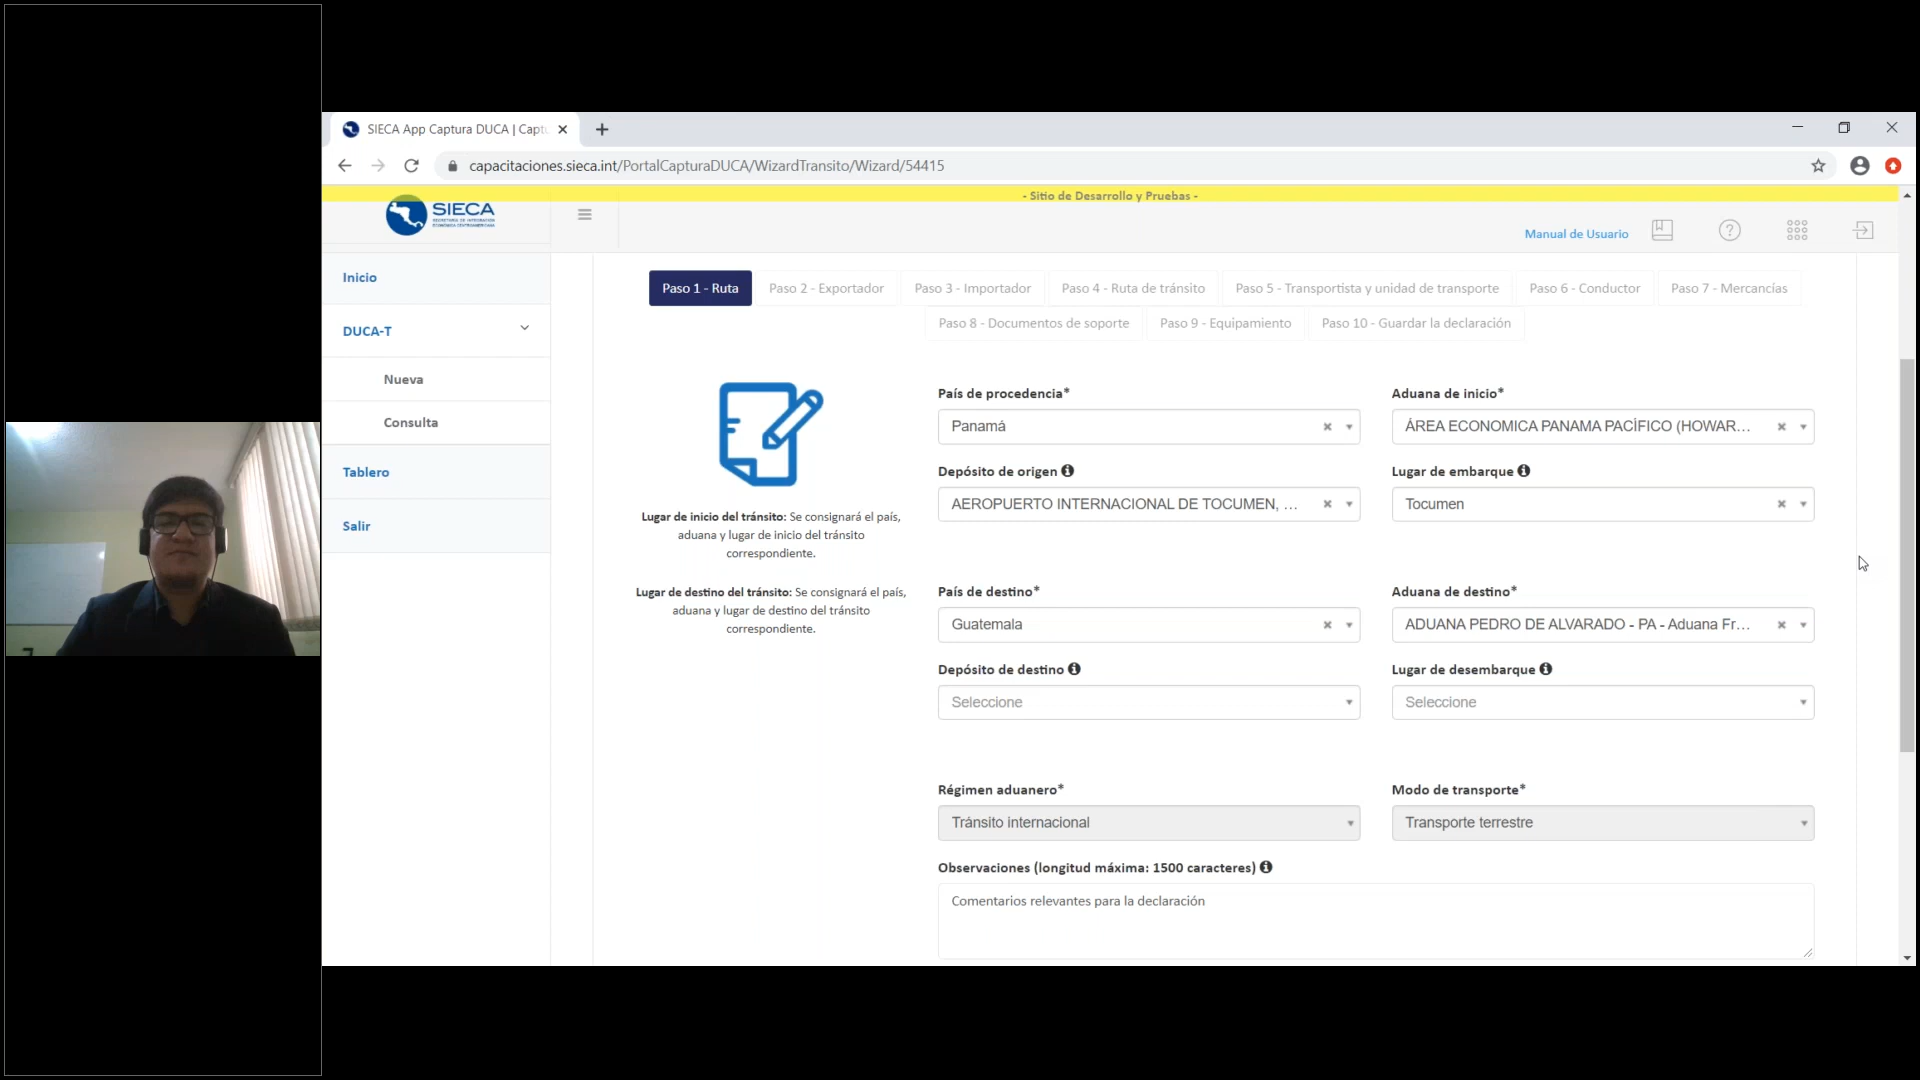 SIECA App Captura DUCA | Captu
capacitaciones.sieca.int/PortalCapturaDUCA/WizardTransito/Wizard/54415
- Sitio de Desarrollo y Pruebas -
SIECA
SECRETARÍA DE INTEGRACIÓN
ECONÓMICA CENTROAMERICANA
Manual de Usuario
Inicio
DUCA-T
Nueva
Consulta
Tablero
Salir
Paso 1 - Ruta
Paso 2 - Exportador
Paso 3 - Importador
Paso 4 - Ruta de tránsito
Paso 5 - Transportista y unidad de transporte
Paso 6 - Conductor
Paso 7 - Mercancías
Paso 8 - Documentos de soporte
Paso 9 - Equipamiento
Paso 10 - Guardar la declaración
Lugar de inicio del tránsito: Se consignará el país,
aduana y lugar de inicio del tránsito
correspondiente.
Lugar de destino del tránsito: Se consignará el país,
aduana y lugar de destino del tránsito
correspondiente.
País de procedencia*
Aduana de inicio*
Panamá
ÁREA ECONOMICA PANAMA PACÍFICO (HOWAR...
Depósito de origen
Lugar de embarque
AEROPUERTO INTERNACIONAL DE TOCUMEN, ...
Tocumen
País de destino*
Aduana de destino*
Guatemala
ADUANA PEDRO DE ALVARADO - PA - Aduana Fr...
Depósito de destino
Lugar de desembarque
Seleccione
Seleccione
Régimen aduanero*
Modo de transporte*
Tránsito internacional
Transporte terrestre
Observaciones (longitud máxima: 1500 caracteres)
Comentarios relevantes para la declaración